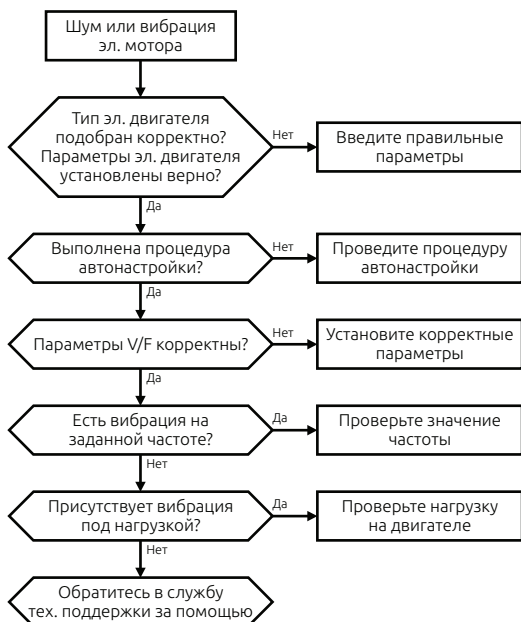 Шум или вибрация
эл. мотора
Тип эл. двигателя
подобран корректно?
Параметры эл. двигателя
установлены верно?
Нет
Введите правильные
параметры
Да
Выполнена процедура
автонастройки?
Нет
Проведите процедуру
автонастройки
Да
Параметры V/F корректны?
Нет
Установите корректные
параметры
Да
Есть вибрация на
заданной частоте?
Да
Проверьте значение
частоты
Нет
Присутствует вибрация
под нагрузкой?
Да
Проверьте нагрузку
на двигателе
Нет
Обратитесь в службу
тех. поддержки за помощью